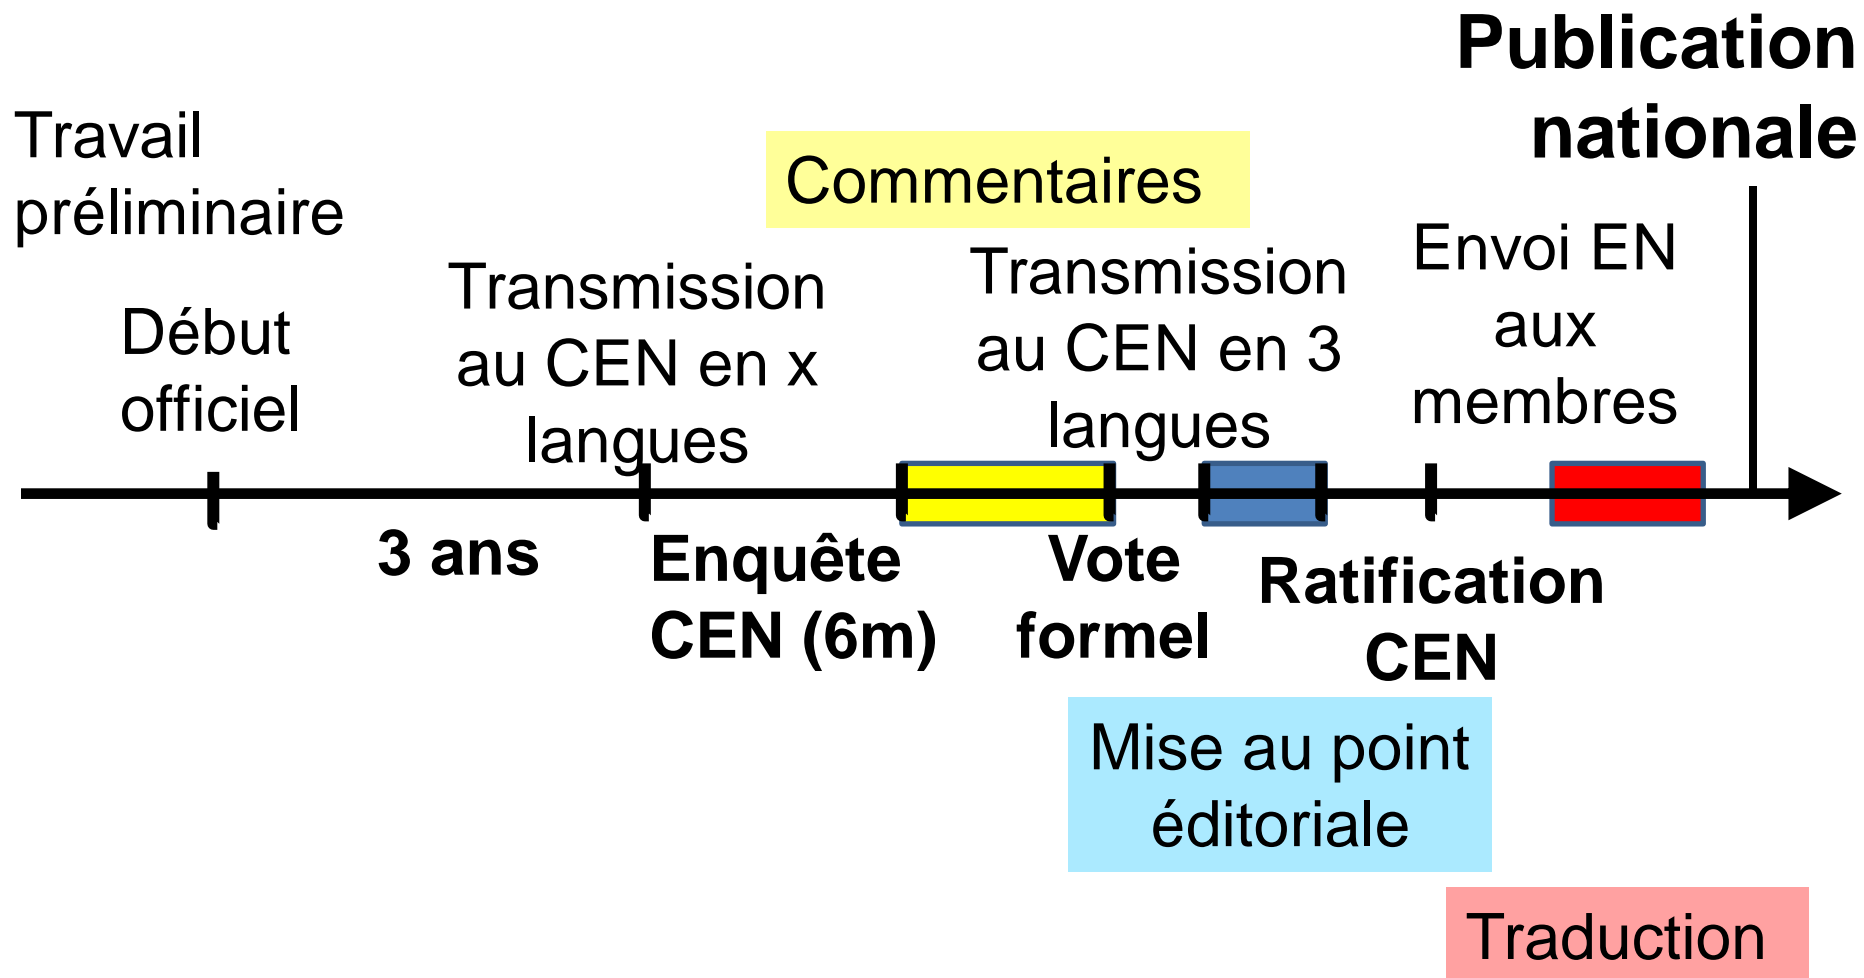 Publication
nationale
Travail
préliminaire
Commentaires
Début
officiel
Transmission
au CEN en x
langues
Transmission
au CEN en 3
langues
Envoi EN
aux
membres
3 ans
Enquête
CEN (6m)
Vote
formel
Ratification
CEN
Mise au point
éditoriale
Traduction